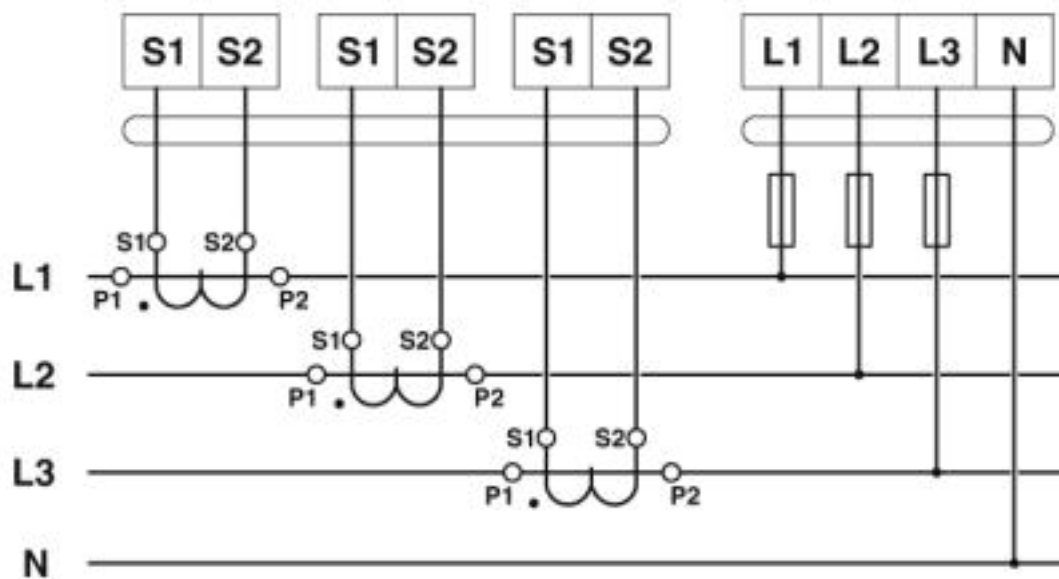 S1 S2 S1 S2 S1 S2 L1 L2 L3 N
S1 S2
L1
P1 P2
S1 S2
L2
P1 P2
S1 S2
L3
P1 P2
N